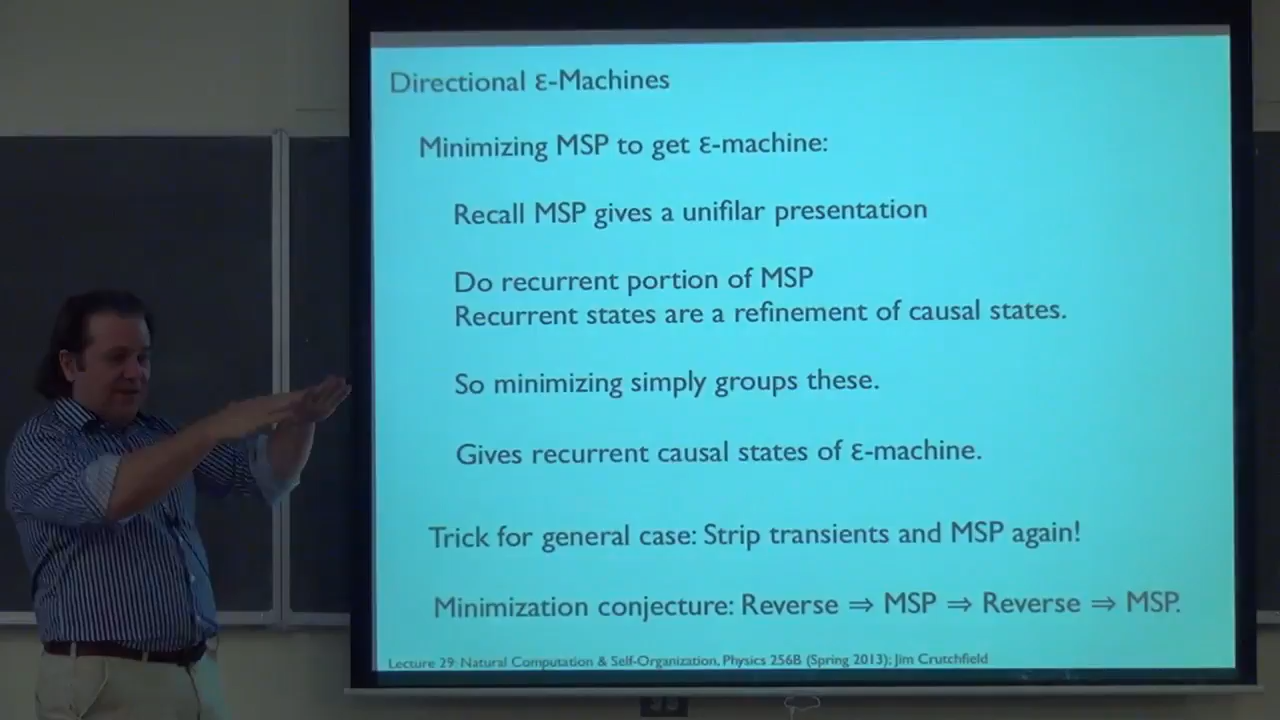 Directional ε-Machines
Minimizing MSP to get ε-machine:
Recall MSP gives a unifilar presentation
Do recurrent portion of MSP
Recurrent states are a refinement of causal states.
So minimizing simply groups these.
Gives recurrent causal states of ε-machine.
Trick for general case: Strip transients and MSP again!
Minimization conjecture: Reverse ⇒ MSP ⇒ Reverse ⇒ MSP.
Lecture 29: Natural Computation & Self-Organization, Physics 256B (Spring 2013); Jim Crutchfield